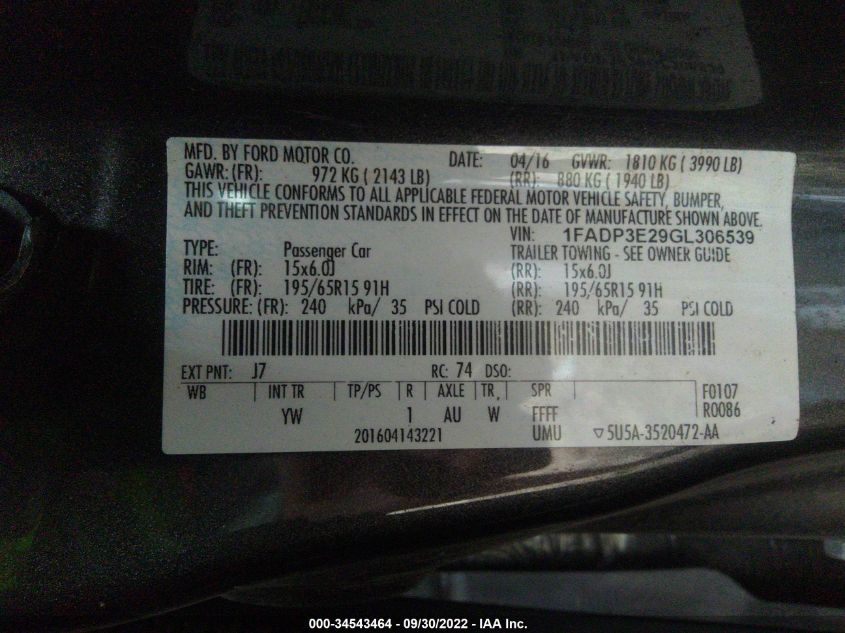 MFD. BY FORD MOTOR CO. DATE: 04/16 GVWR: 1810 KG ( 3990 LB)
GAWR: (FR): 972 KG ( 2143 LB) (RR): 880 KG ( 1940 LB)
THIS VEHICLE CONFORMS TO ALL APPLICABLE FEDERAL MOTOR VEHICLE SAFETY, BUMPER,
AND THEFT PREVENTION STANDARDS IN EFFECT ON THE DATE OF MANUFACTURE SHOWN ABOVE.
VIN: 1FADP3E29GL306539
TYPE: Passenger Car TRAILER TOWING - SEE OWNER GUIDE
RIM: (FR): 15x6.0J (RR): 15x6.0J
TIRE: (FR): 195/65R15 91H (RR): 195/65R15 91H
PRESSURE: (FR): 240 kPa/ 35 PSI COLD (RR): 240 kPa/ 35 PSI COLD
EXT PNT: J7 RC: 74 DSO:
WB INT TR TP/PS R AXLE TR. SPR F0107
YW 1 AU W FFFF R0086
201604143221 UMU ▽5U5A-3520472-AA
000-34543464 - 09/30/2022 - IAA Inc.